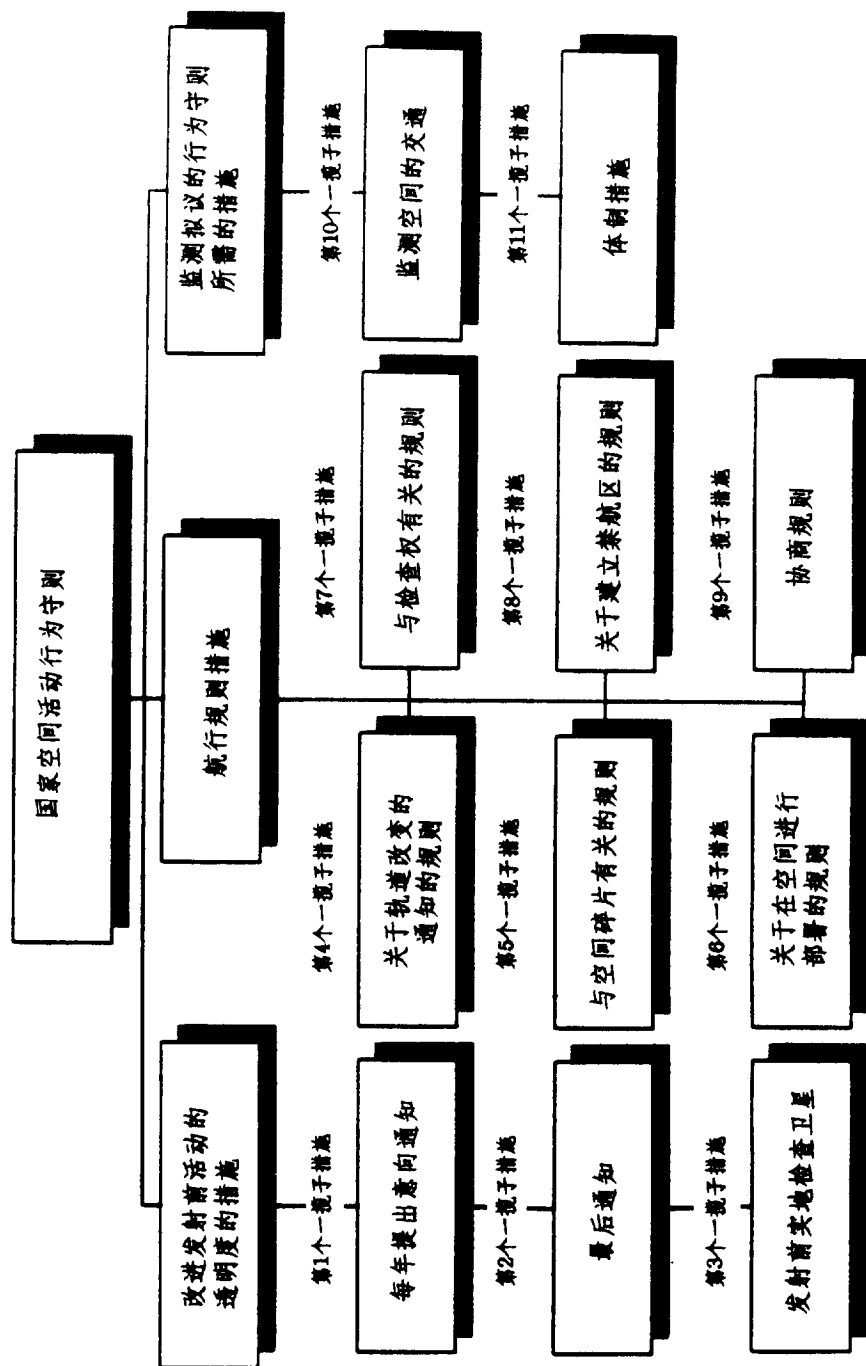 国家空间活动行为守则
改进发射前活动的
透明度的措施
第1个一揽子措施
每年提出意向通知
第2个一揽子措施
最后通知
第3个一揽子措施
发射前实地检查卫星
航行规则措施
第4个一揽子措施
关于轨道改变的
通知的规则
第5个一揽子措施
与空间碎片有关的规则
第6个一揽子措施
关于在空间进行
部署的规则
第7个一揽子措施
与检查权有关的规则
第8个一揽子措施
关于建立禁航区的规则
第9个一揽子措施
协商规则
监测拟议的行为守则
所需的措施
第10个一揽子措施
监测空间的交通
第11个一揽子措施
体制措施